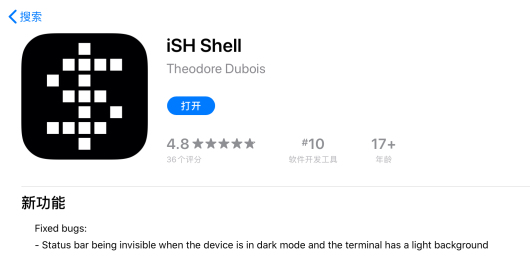 搜索
iSH Shell
Theodore Dubois
打开
4.8 ★★★★★
#10
17+
36个评分
软件开发工具
年龄
新功能
Fixed bugs:
- Status bar being invisible when the device is in dark mode and the terminal has a light background